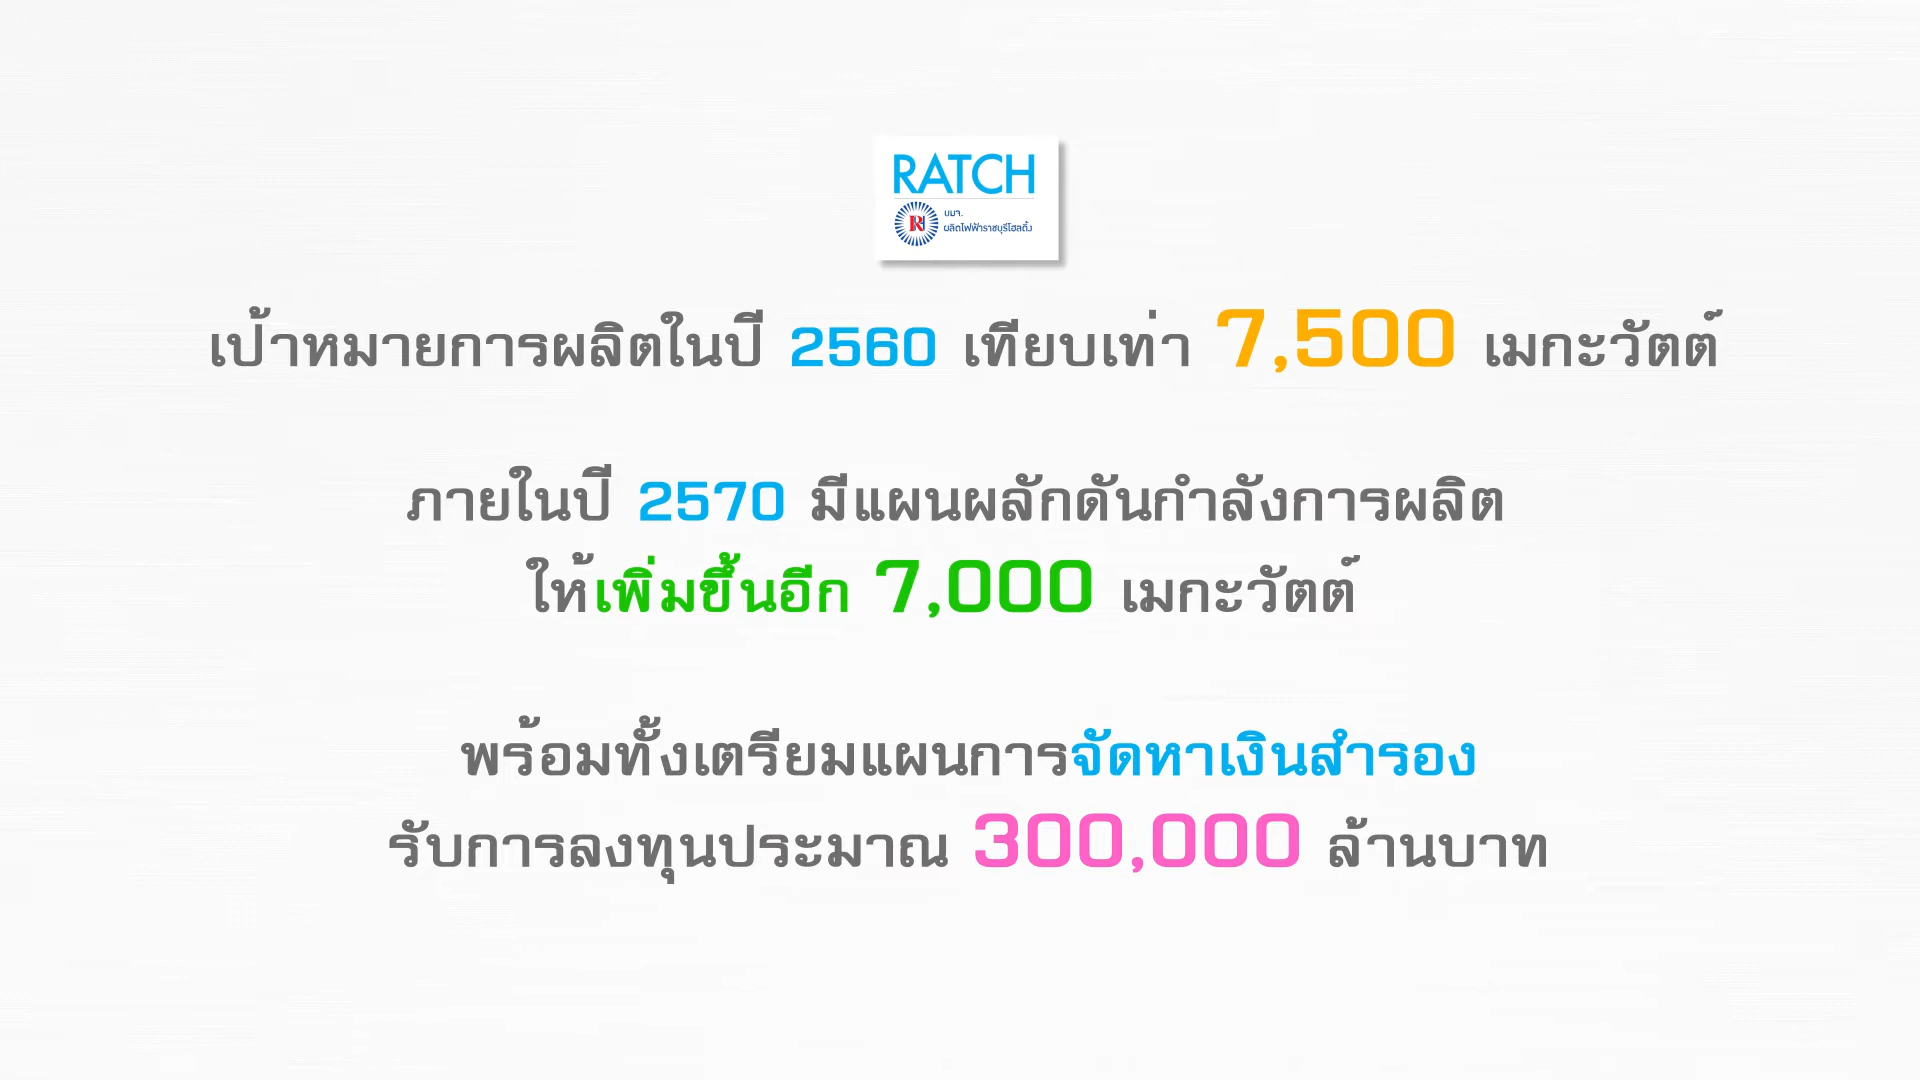 RATCH
บมจ.
ผลิตไฟฟ้าราชบุรีโฮลดิ้ง
เป้าหมายการผลิตในปี 2560 เทียบเท่า 7,500 เมกะวัตต์
ภายในปี 2570 มีแผนผลักดันกำลังการผลิต
ให้เพิ่มขึ้นอีก 7,000 เมกะวัตต์
พร้อมทั้งเตรียมแผนการจัดหาเงินสำรอง
รับการลงทุนประมาณ 300,000 ล้านบาท